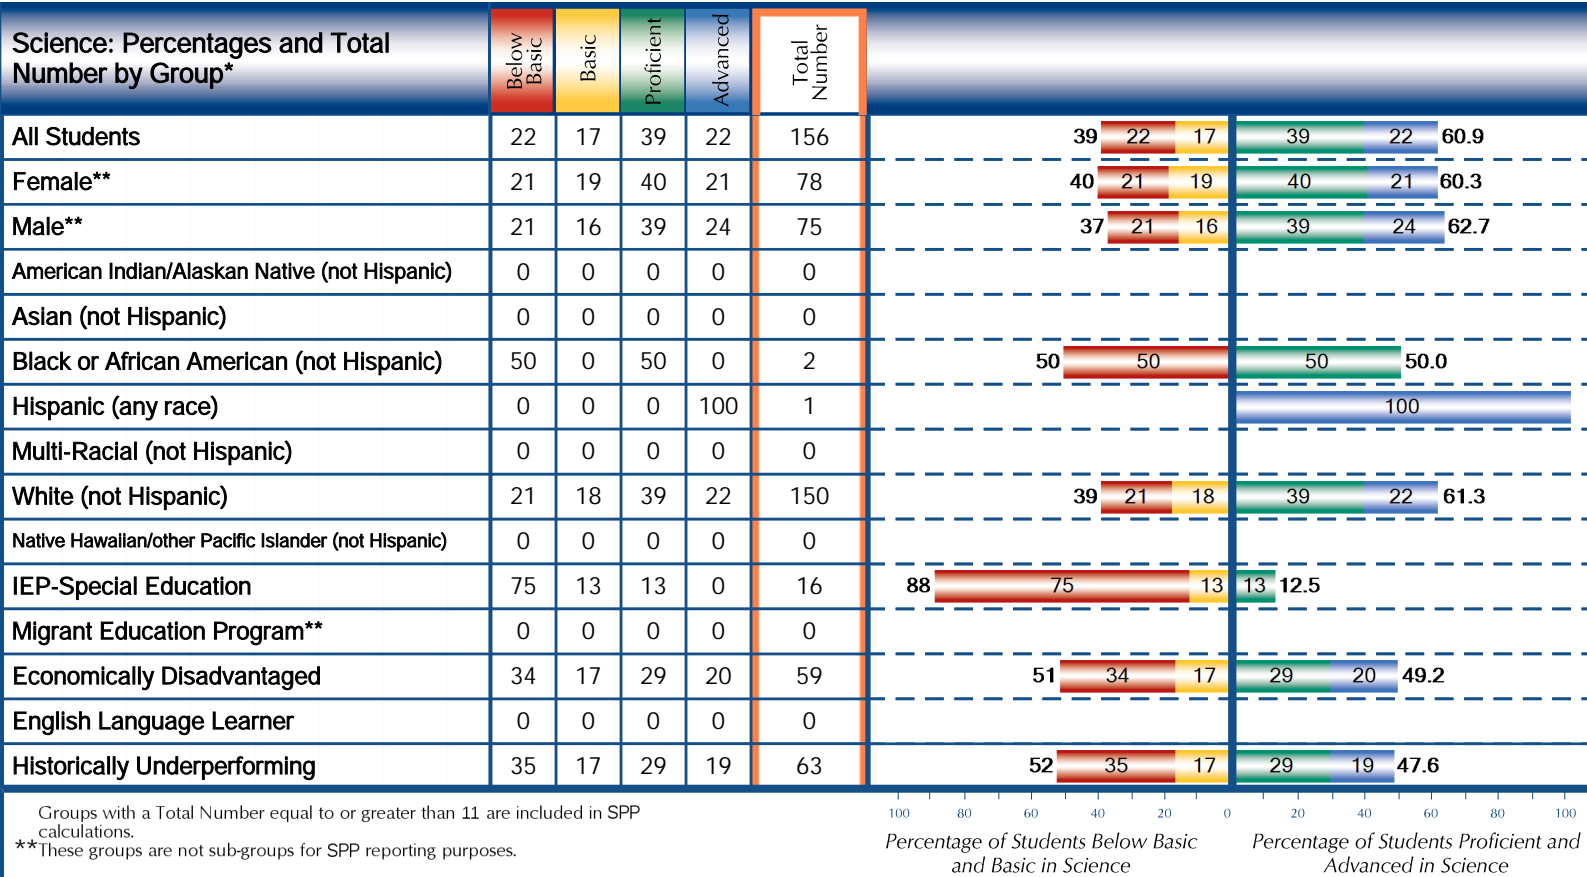 Science: Percentages and Total
Number by Group*
Below
Basic
Basic
Proficient
Advanced
Total
Number
All Students 22 17 39 22 156 39 22 17 39 22 60.9
Female** 21 19 40 21 78 40 21 19 40 21 60.3
Male** 21 16 39 24 75 37 21 16 39 24 62.7
American Indian/Alaskan Native (not Hispanic) 0 0 0 0 0
Asian (not Hispanic) 0 0 0 0 0
Black or African American (not Hispanic) 50 0 50 0 2 50 50 50 50.0
Hispanic (any race) 0 0 0 100 1 100
Multi-Racial (not Hispanic) 0 0 0 0 0
White (not Hispanic) 21 18 39 22 150 39 21 18 39 22 61.3
Native Hawaiian/other Pacific Islander (not Hispanic) 0 0 0 0 0
IEP-Special Education 75 13 13 0 16 88 75 13 13 12.5
Migrant Education Program** 0 0 0 0 0
Economically Disadvantaged 34 17 29 20 59 51 34 17 29 20 49.2
English Language Learner 0 0 0 0 0
Historically Underperforming 35 17 29 19 63 52 35 17 29 19 47.6
100 80 60 40 20 0 20 40 60 80 100
Groups with a Total Number equal to or greater than 11 are included in SPP
calculations.
**These groups are not sub-groups for SPP reporting purposes.
Percentage of Students Below Basic
and Basic in Science
Percentage of Students Proficient and
Advanced in Science